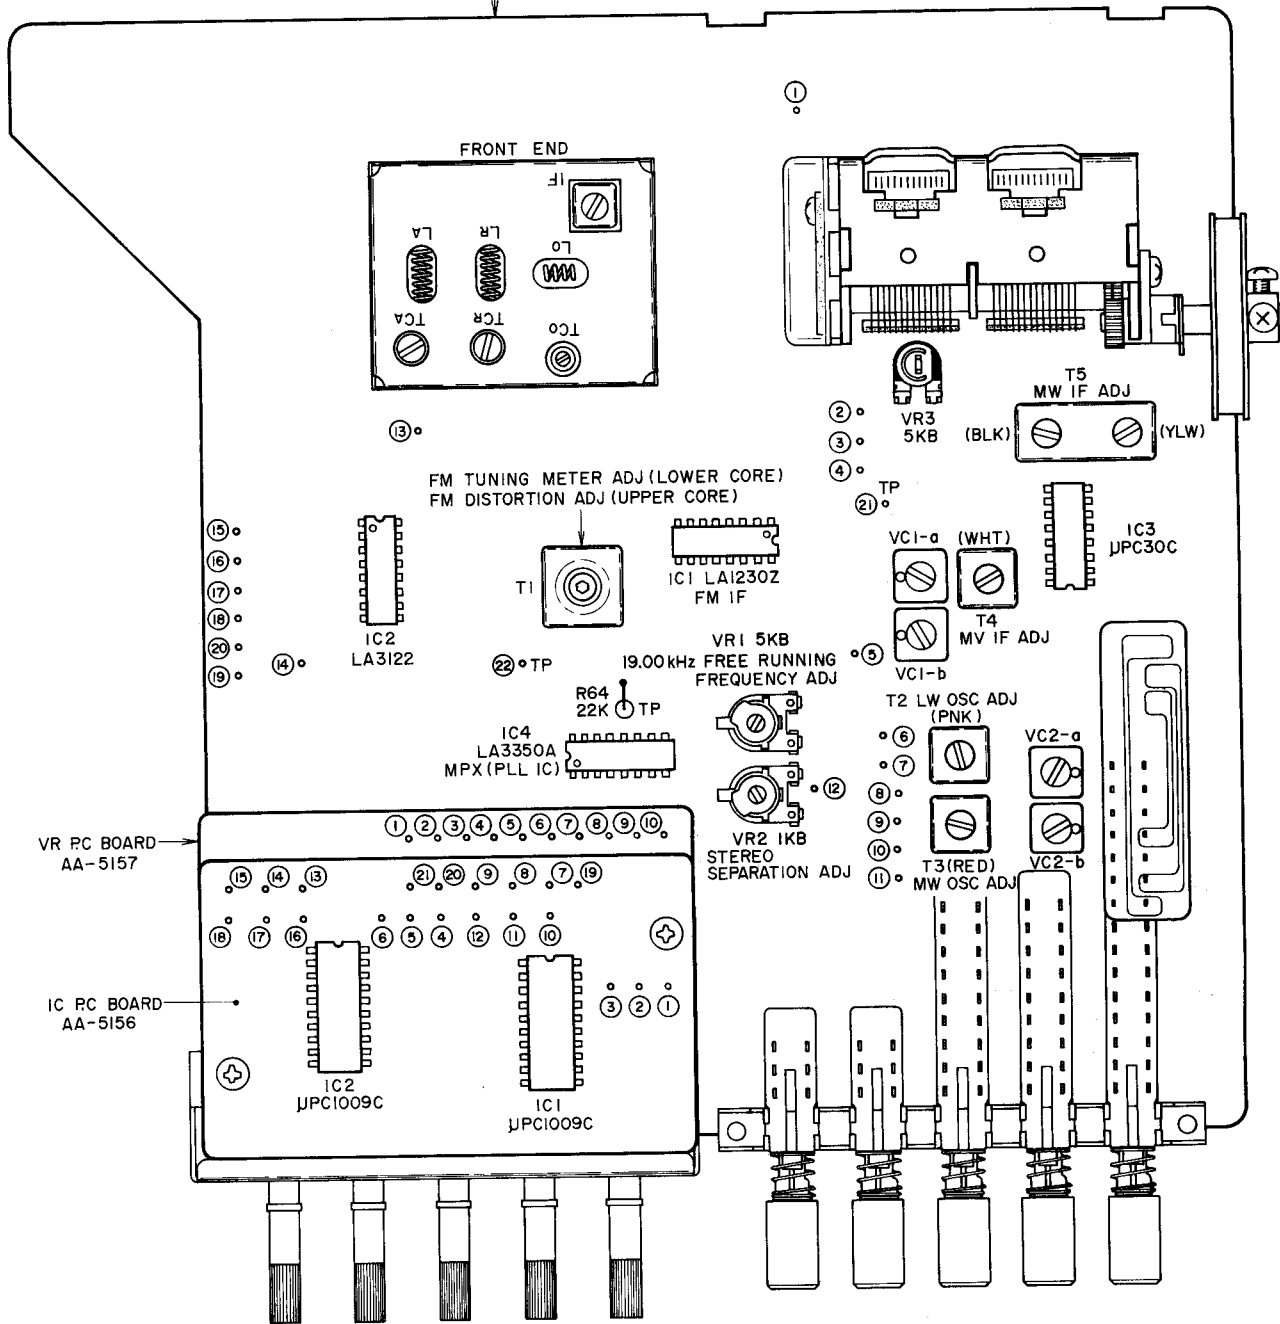 ①
FRONT END
IF
LA
LR
LO
TCA
TCR
TCO
T5
MW IF ADJ
②
VR3
5KB
(BLK)
(YLW)
⑬
③
④
FM TUNING METER ADJ (LOWER CORE)
FM DISTORTION ADJ (UPPER CORE)
TP
㉑
⑮
⑯
⑰
⑱
⑳
⑲
IC2
LA3122
⑭
T1
IC1 LA1230Z
FM IF
VC1-a
(WHT)
IC3
μPC30C
T4
MV IF ADJ
VC1-b
㉒ TP
VR1 5KB
19.00kHz FREE RUNNING
FREQUENCY ADJ
⑤
R64
22K TP
T2 LW OSC ADJ
(PNK)
IC4
LA3350A
MPX (PLL IC)
⑥
⑦
VC2-a
⑫
⑧
⑨
⑩
⑪
VR2 1KB
STEREO
SEPARATION ADJ
T3(RED)
MW OSC ADJ
VC2-b
VR P.C BOARD
AA-5157
① ② ③ ④ ⑤ ⑥ ⑦ ⑧ ⑨ ⑩
⑮ ⑭ ⑬ ㉑ ⑳ ⑨ ⑧ ⑦ ⑲
⑱ ⑰ ⑯ ⑥ ⑤ ④ ⑫ ⑪ ⑩
IC P.C BOARD
AA-5156
③ ② ①
IC2
μPC1009C
IC1
μPC1009C